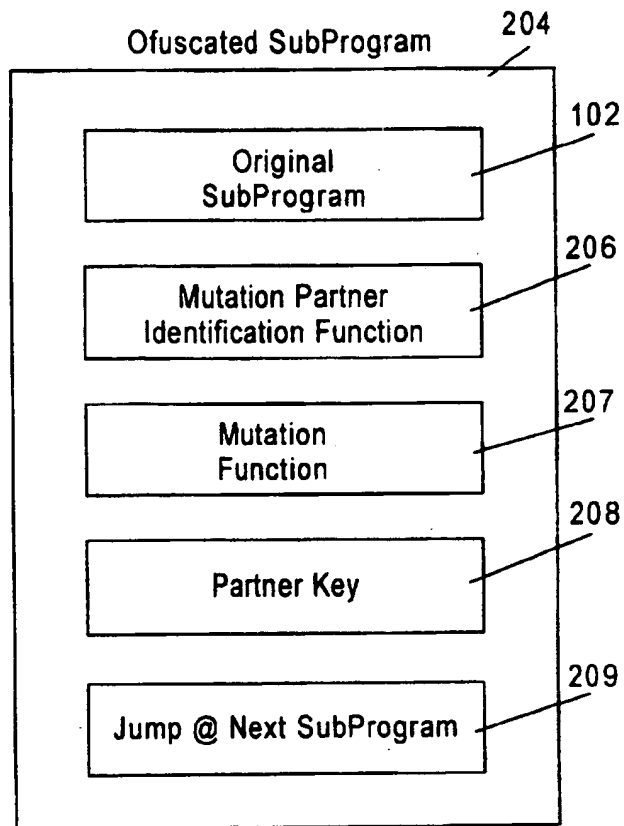 204
Ofuscated SubProgram
102
Original
SubProgram
206
Mutation Partner
Identification Function
207
Mutation
Function
208
Partner Key
209
Jump @ Next SubProgram